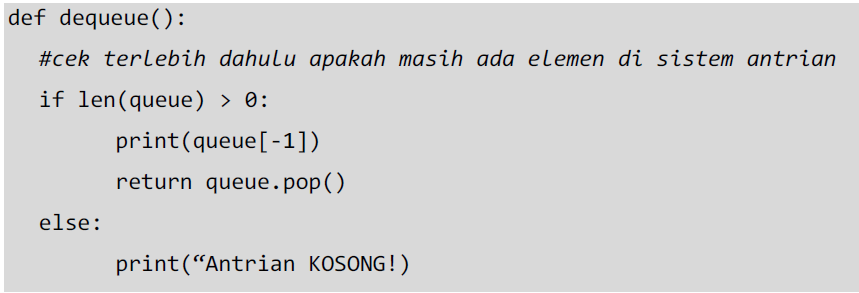 def dequeue():
#cek terlebih dahulu apakah masih ada elemen di sistem antrian
if len(queue) > 0:
print(queue[-1])
return queue.pop()
else:
print(“Antrian KOSONG!)